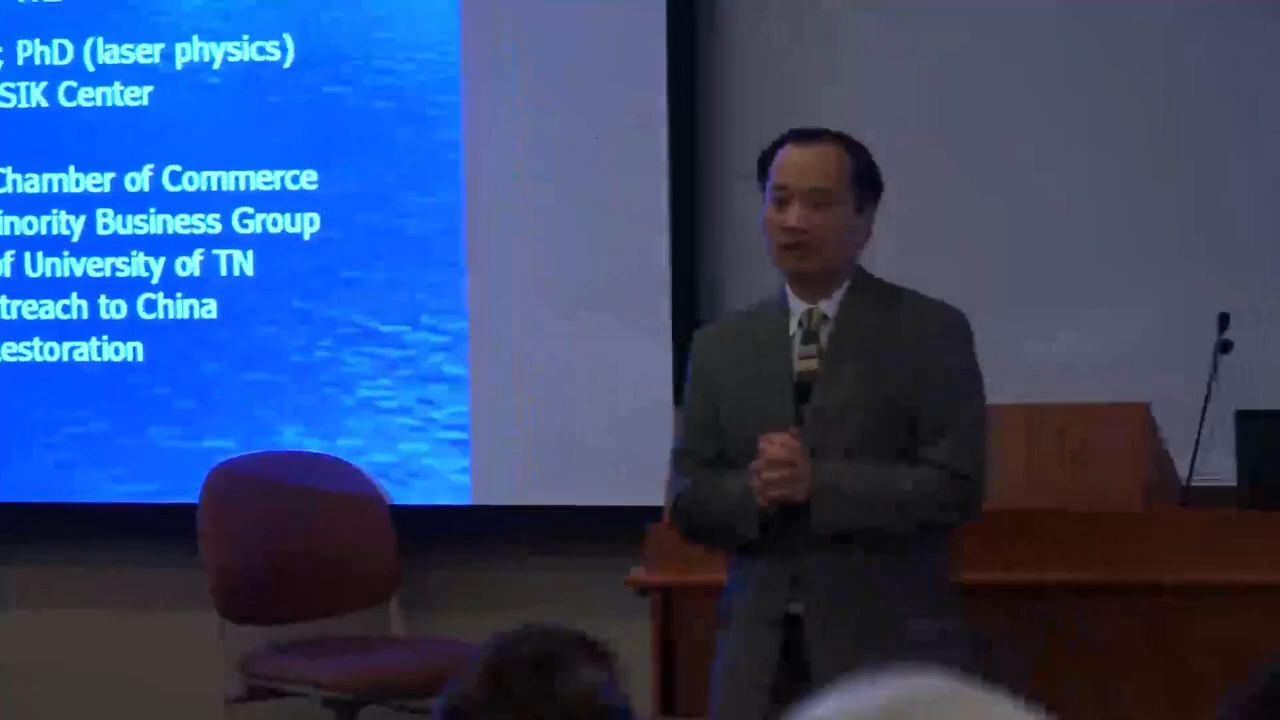 ; PhD (laser physics)
SIK Center
Chamber of Commerce
inority Business Group
of University of TN
treach to China
estoration